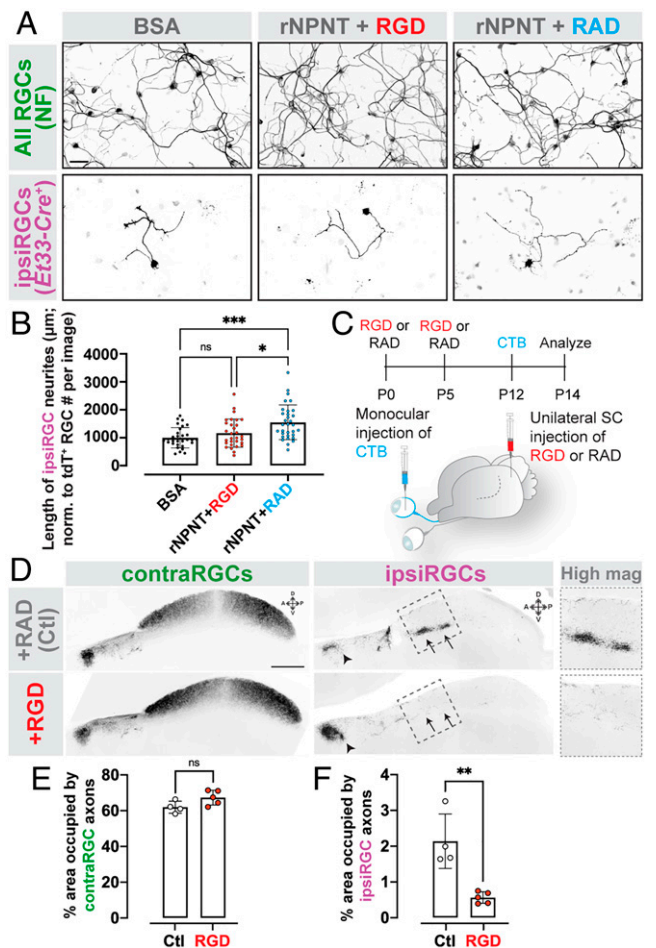 A
BSA
rNPNT + RGD
rNPNT + RAD
All RGCs
(NF)
ipsiRGCs
(Et33-Cre+)
B
Length of ipsiRGC neurites (µm;
norm. to tdT+ RGC # per image)
***
ns
*
4000
3000
2000
1000
0
BSA
rNPNT+RGD
rNPNT+RAD
C
RGD or
RAD
RGD or
RAD
CTB
Analyze
P0
P5
P12
P14
Monocular
injection of
CTB
Unilateral SC
injection of
RGD or RAD
D
contraRGCs
ipsiRGCs
High mag
+RAD
(Ctl)
D
A
P
V
D
A
P
V
+RGD
E
% area occupied by
contraRGC
axons
ns
80
60
40
20
0
Ctl
RGD
F
% area occupied by
ipsiRGC
axons
**
4
3
2
1
0
Ctl
RGD